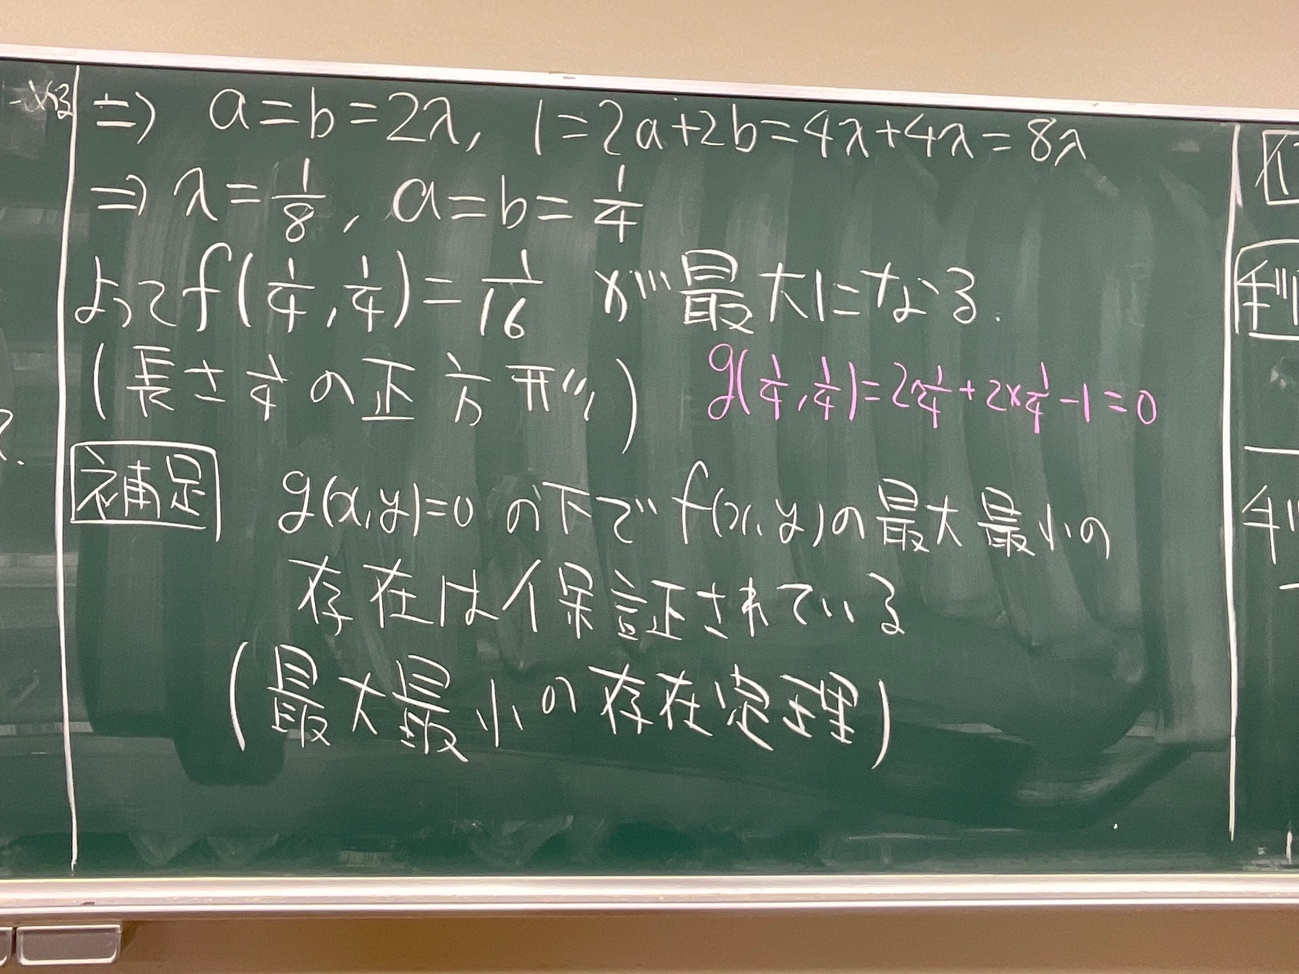 ⇒ a=b=2λ, 1=2a+2b=4λ+4λ=8λ
⇒ λ=1/8, a=b=1/4
よって f(1/4, 1/4)=1/16 が最大になる.
(長さ1/4の正方形) g(1/4, 1/4)=2×1/4+2×1/4-1=0
補足 g(x,y)=0 の下で f(x,y)の最大最小の
存在は保証されている
(最大最小の存在定理)